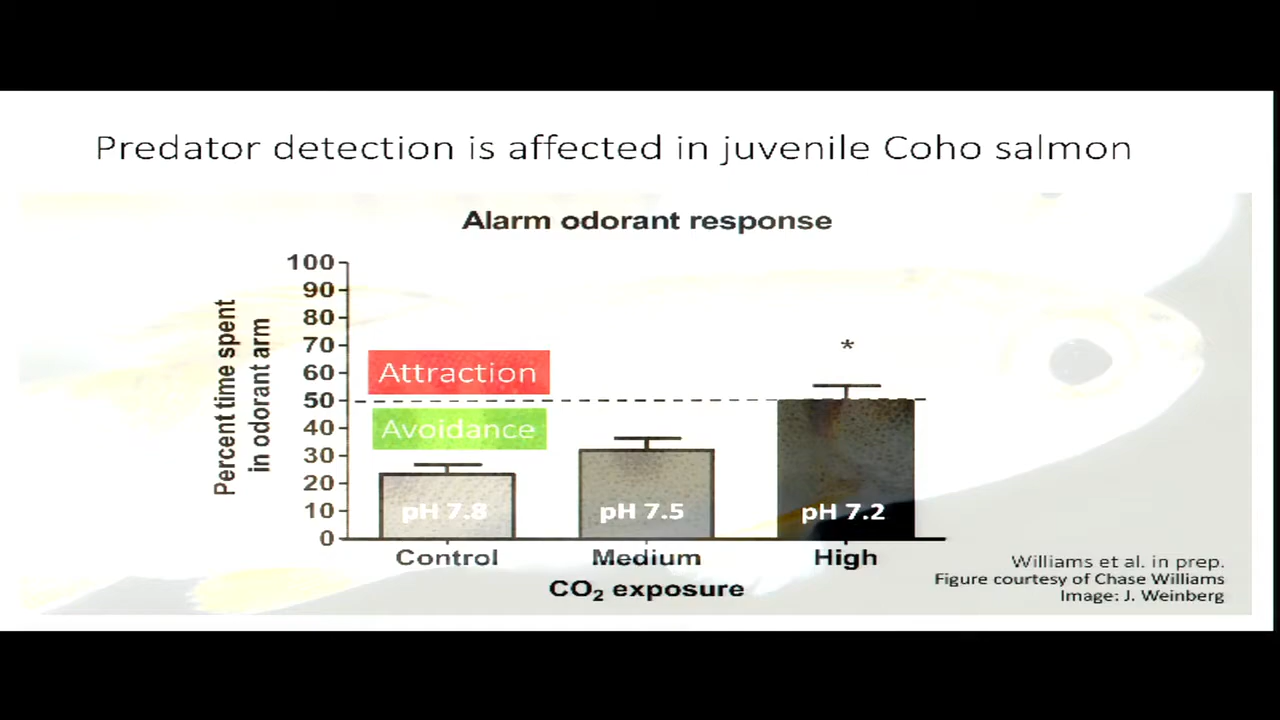 Predator detection is affected in juvenile Coho salmon
Alarm odorant response
Percent time spent
in odorant arm
100
90
80
70
60
50
40
30
20
10
0
Attraction
Avoidance
*
pH 7.8
pH 7.5
pH 7.2
Control
Medium
High
CO₂ exposure
Williams et al. in prep.
Figure courtesy of Chase Williams
Image: J. Weinberg